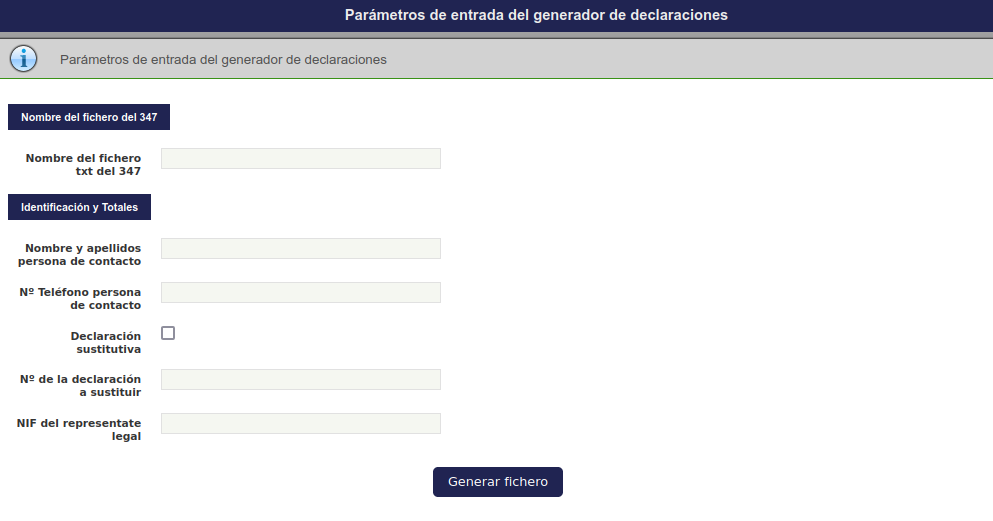 Parámetros de entrada del generador de declaraciones
Parámetros de entrada del generador de declaraciones
Nombre del fichero del 347
Nombre del fichero
txt del 347
Identificación y Totales
Nombre y apellidos
persona de contacto
Nº Teléfono persona
de contacto
Declaración
sustitutiva
Nº de la declaración
a sustituir
NIF del representate
legal
Generar fichero